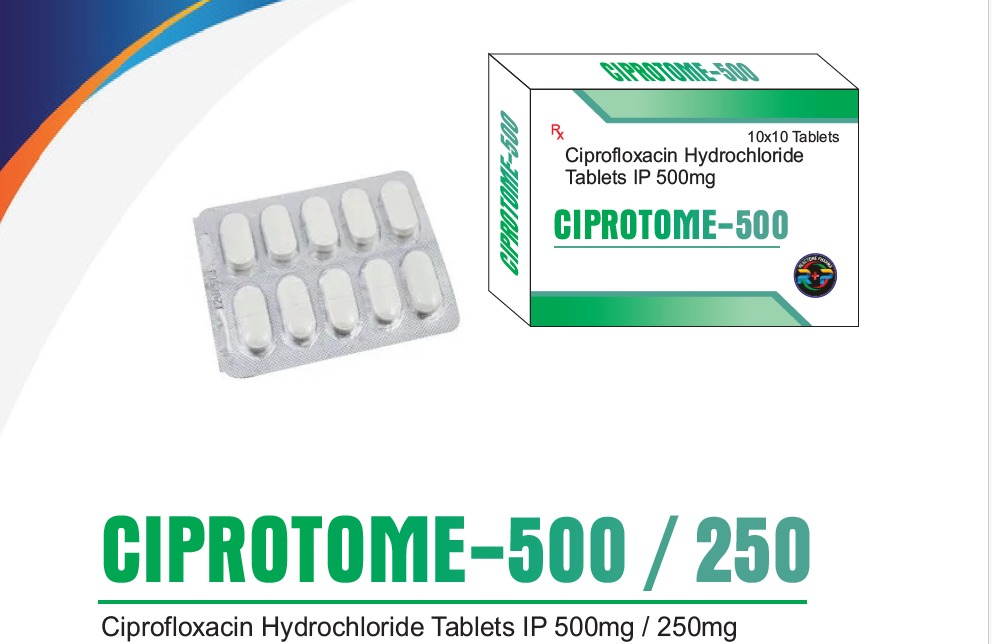 CIPROTOME-500
CIPROTOME-500
Rx
10x10 Tablets
Ciprofloxacin Hydrochloride
Tablets IP 500mg
CIPROTOME-500
CIPROTOME-500 / 250
Ciprofloxacin Hydrochloride Tablets IP 500mg / 250mg